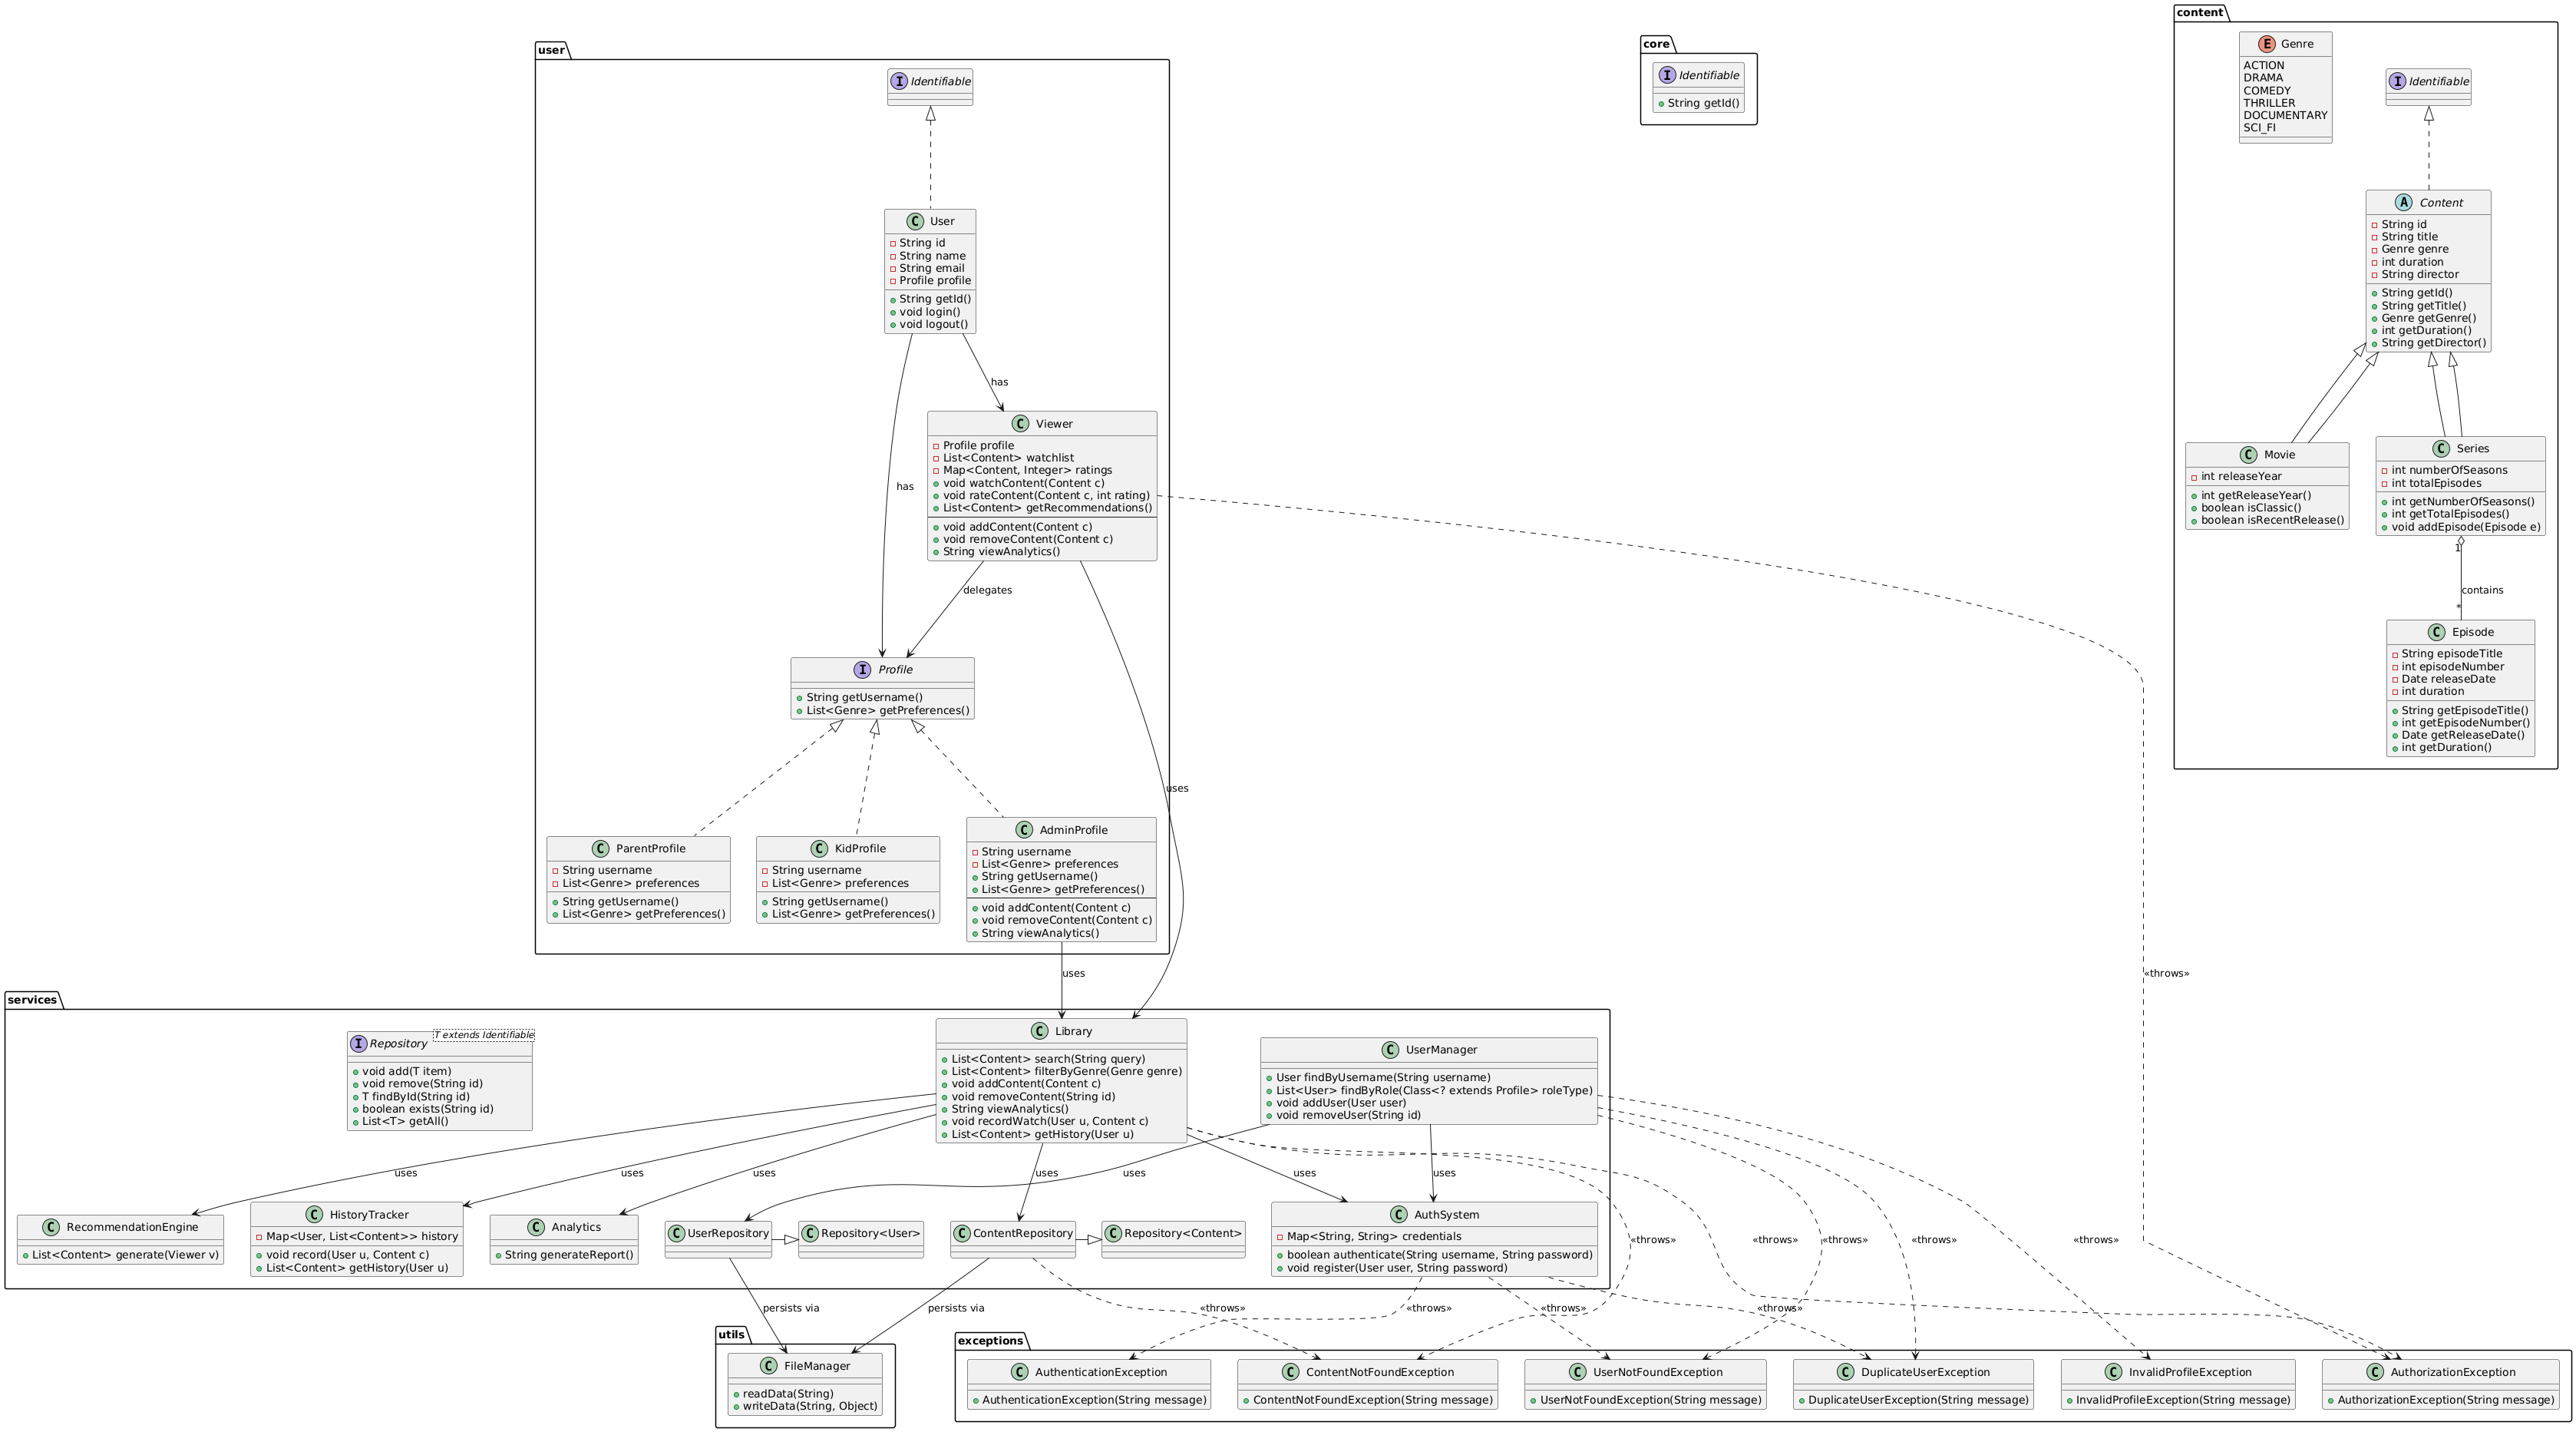 user
I Identifiable
C User
String id
String name
String email
Profile profile
String getId()
void login()
void logout()
has
has
C Viewer
Profile profile
List<Content> watchlist
Map<Content, Integer> ratings
void watchContent(Content c)
void rateContent(Content c, int rating)
List<Content> getRecommendations()
void addContent(Content c)
void removeContent(Content c)
String viewAnalytics()
delegates
uses
I Profile
String getUsername()
List<Genre> getPreferences()
C ParentProfile
String username
List<Genre> preferences
String getUsername()
List<Genre> getPreferences()
C KidProfile
String username
List<Genre> preferences
String getUsername()
List<Genre> getPreferences()
C AdminProfile
String username
List<Genre> preferences
String getUsername()
List<Genre> getPreferences()
void addContent(Content c)
void removeContent(Content c)
String viewAnalytics()
uses
core
I Identifiable
String getId()
content
E Genre
ACTION
DRAMA
COMEDY
THRILLER
DOCUMENTARY
SCI_FI
I Identifiable
A Content
String id
String title
Genre genre
int duration
String director
String getId()
String getTitle()
Genre getGenre()
int getDuration()
String getDirector()
C Movie
int releaseYear
int getReleaseYear()
boolean isClassic()
boolean isRecentRelease()
C Series
int numberOfSeasons
int totalEpisodes
int getNumberOfSeasons()
int getTotalEpisodes()
void addEpisode(Episode e)
1
contains
*
C Episode
String episodeTitle
int episodeNumber
Date releaseDate
int duration
String getEpisodeTitle()
int getEpisodeNumber()
Date getReleaseDate()
int getDuration()
«throws»
services
I Repository
T extends Identifiable
void add(T item)
void remove(String id)
T findById(String id)
boolean exists(String id)
List<T> getAll()
C Library
List<Content> search(String query)
List<Content> filterByGenre(Genre genre)
void addContent(Content c)
void removeContent(String id)
String viewAnalytics()
void recordWatch(User u, Content c)
List<Content> getHistory(User u)
C UserManager
User findByUsername(String username)
List<User> findByRole(Class<? extends Profile> roleType)
void addUser(User user)
void removeUser(String id)
uses
uses
uses
uses
uses
uses
uses
C RecommendationEngine
List<Content> generate(Viewer v)
C HistoryTracker
Map<User, List<Content>> history
void record(User u, Content c)
List<Content> getHistory(User u)
C Analytics
String generateReport()
C UserRepository
C Repository<User>
C ContentRepository
C Repository<Content>
C AuthSystem
Map<String, String> credentials
boolean authenticate(String username, String password)
void register(User user, String password)
«throws»
«throws»
«throws»
«throws»
«throws»
persists via
persists via
«throws»
«throws»
«throws»
«throws»
utils
C FileManager
readData(String)
writeData(String, Object)
exceptions
C AuthenticationException
AuthenticationException(String message)
C ContentNotFoundException
ContentNotFoundException(String message)
C UserNotFoundException
UserNotFoundException(String message)
C DuplicateUserException
DuplicateUserException(String message)
C InvalidProfileException
InvalidProfileException(String message)
C AuthorizationException
AuthorizationException(String message)